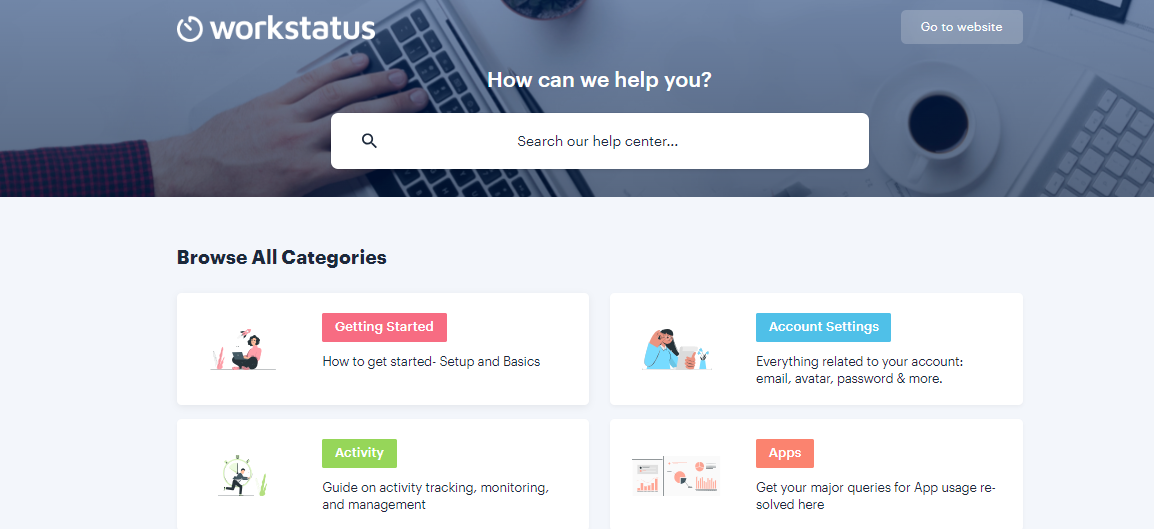 workstatus
Go to website
How can we help you?
Search our help center...
Browse All Categories
Getting Started
How to get started- Setup and Basics
Account Settings
Everything related to your account:
email, avatar, password & more.
Activity
Guide on activity tracking, monitoring,
and management
Apps
Get your major queries for App usage re-
solved here